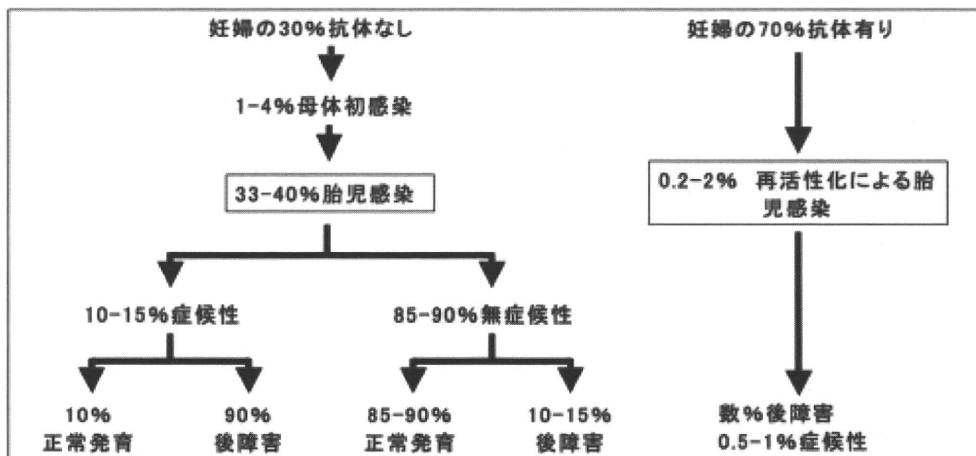 妊婦の30%抗体なし
1-4%母体初感染
33-40%胎児感染
10-15%症候性
85-90%無症候性
10%
正常発育
90%
後障害
85-90%
正常発育
10-15%
後障害
妊婦の70%抗体有り
0.2-2% 再活性化による胎
児感染
数%後障害
0.5-1%症候性